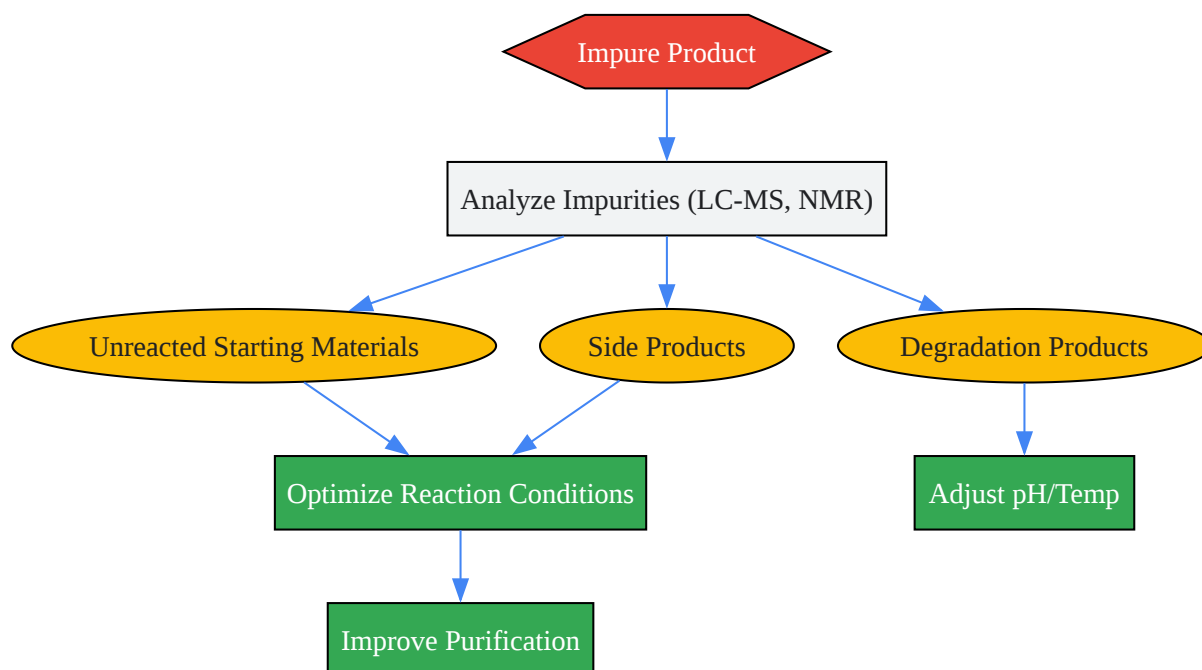 Impure Product
Analyze Impurities (LC-MS, NMR)
Unreacted Starting Materials
Side Products
Degradation Products
Optimize Reaction Conditions
Adjust pH/Temp
Improve Purification